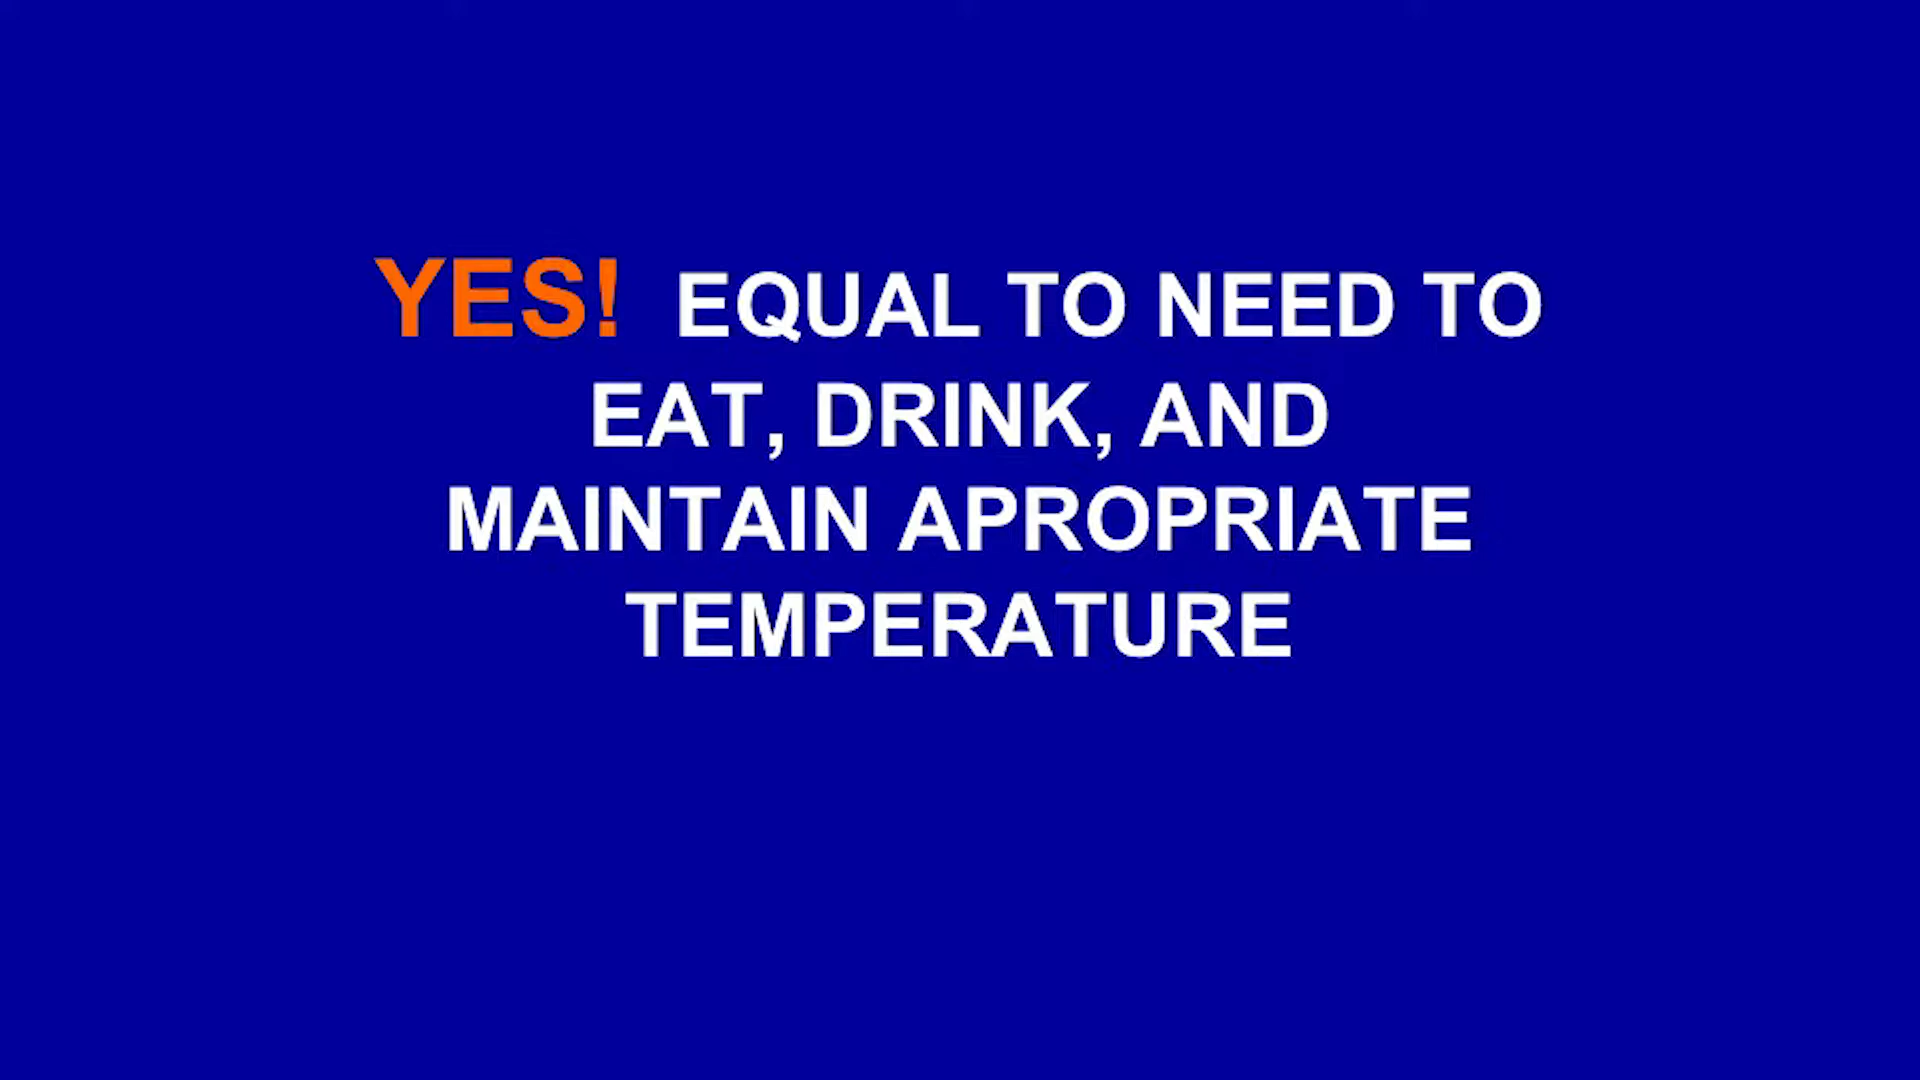 YES! EQUAL TO NEED TO
EAT, DRINK, AND
MAINTAIN APROPRIATE
TEMPERATURE